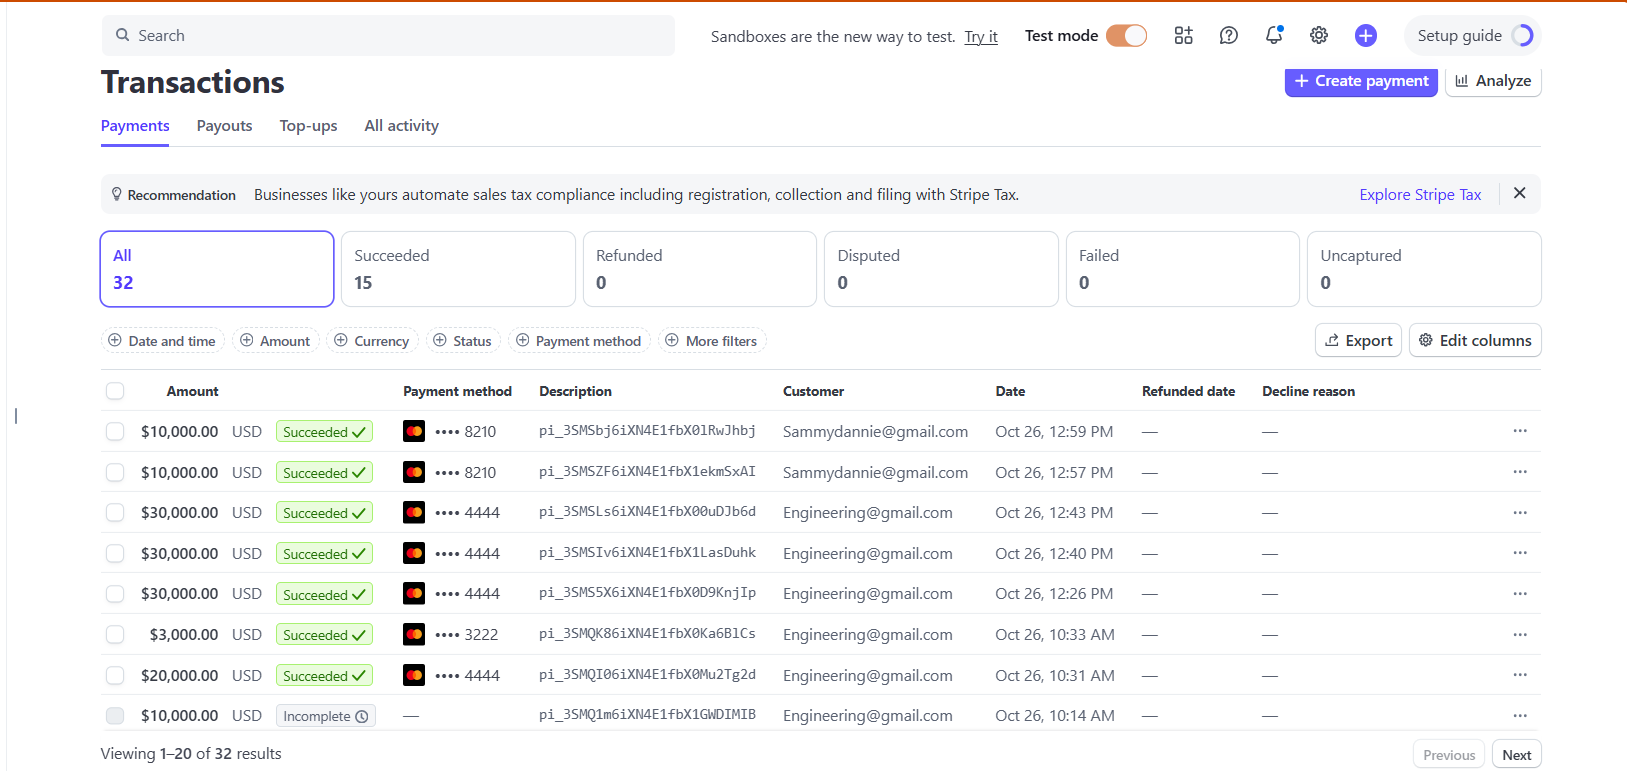 Search
Sandboxes are the new way to test. Try it
Test mode
Setup guide
Transactions
+ Create payment
Analyze
Payments Payouts Top-ups All activity
Recommendation Businesses like yours automate sales tax compliance including registration, collection and filing with Stripe Tax. Explore Stripe Tax
All Succeeded Refunded Disputed Failed Uncaptured
32 15 0 0 0 0
Date and time Amount Currency Status Payment method More filters Export Edit columns
Amount Payment method Description Customer Date Refunded date Decline reason
$10,000.00 USD Succeeded •••• 8210 pi_3SMSbj6iXN4E1fbX0lRwJhbj Sammydannie@gmail.com Oct 26, 12:59 PM — —
$10,000.00 USD Succeeded •••• 8210 pi_3SMSZF6iXN4E1fbX1ekmSxAI Sammydannie@gmail.com Oct 26, 12:57 PM — —
$30,000.00 USD Succeeded •••• 4444 pi_3SMSLs6iXN4E1fbX00uDJb6d Engineering@gmail.com Oct 26, 12:43 PM — —
$30,000.00 USD Succeeded •••• 4444 pi_3SMSIv6iXN4E1fbX1LasDuhk Engineering@gmail.com Oct 26, 12:40 PM — —
$30,000.00 USD Succeeded •••• 4444 pi_3SMS5X6iXN4E1fbX0D9KnjIp Engineering@gmail.com Oct 26, 12:26 PM — —
$3,000.00 USD Succeeded •••• 3222 pi_3SMQK86iXN4E1fbX0Ka6BlCs Engineering@gmail.com Oct 26, 10:33 AM — —
$20,000.00 USD Succeeded •••• 4444 pi_3SMQI06iXN4E1fbX0Mu2Tg2d Engineering@gmail.com Oct 26, 10:31 AM — —
$10,000.00 USD Incomplete — pi_3SMQ1m6iXN4E1fbX1GWDIMIB Engineering@gmail.com Oct 26, 10:14 AM — —
Viewing 1–20 of 32 results Previous Next